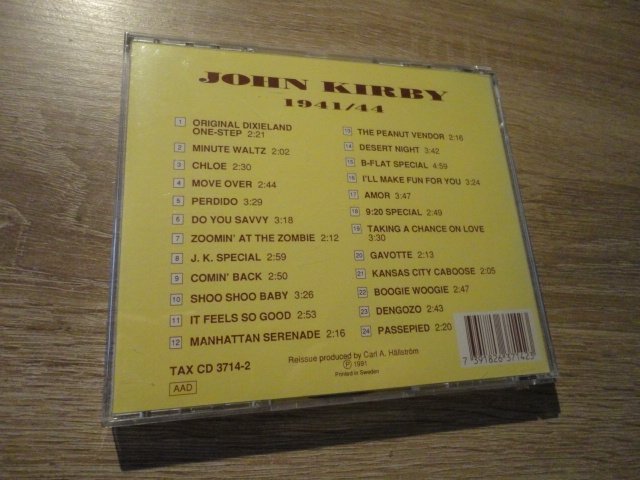 JOHN KIRBY
1941/44
1 ORIGINAL DIXIELAND
ONE-STEP 2:21
2 MINUTE WALTZ 2:02
3 CHLOE 2:30
4 MOVE OVER 2:44
5 PERDIDO 3:29
6 DO YOU SAVVY 3:18
7 ZOOMIN' AT THE ZOMBIE 2:12
8 J. K. SPECIAL 2:59
9 COMIN' BACK 2:50
10 SHOO SHOO BABY 3:26
11 IT FEELS SO GOOD 2:53
12 MANHATTAN SERENADE 2:16
13 THE PEANUT VENDOR 2:16
14 DESERT NIGHT 3:42
15 B-FLAT SPECIAL 4:59
16 I'LL MAKE FUN FOR YOU 3:24
17 AMOR 3:47
18 9:20 SPECIAL 2:49
19 TAKING A CHANCE ON LOVE
3:30
20 GAVOTTE 2:13
21 KANSAS CITY CABOOSE 2:05
22 BOOGIE WOOGIE 2:47
23 DENGOZO 2:43
24 PASSEPIED 2:20
TAX CD 3714-2
AAD
Reissue produced by Carl A. Hällström
℗ 1991
Printed in Sweden
7 391826 371423